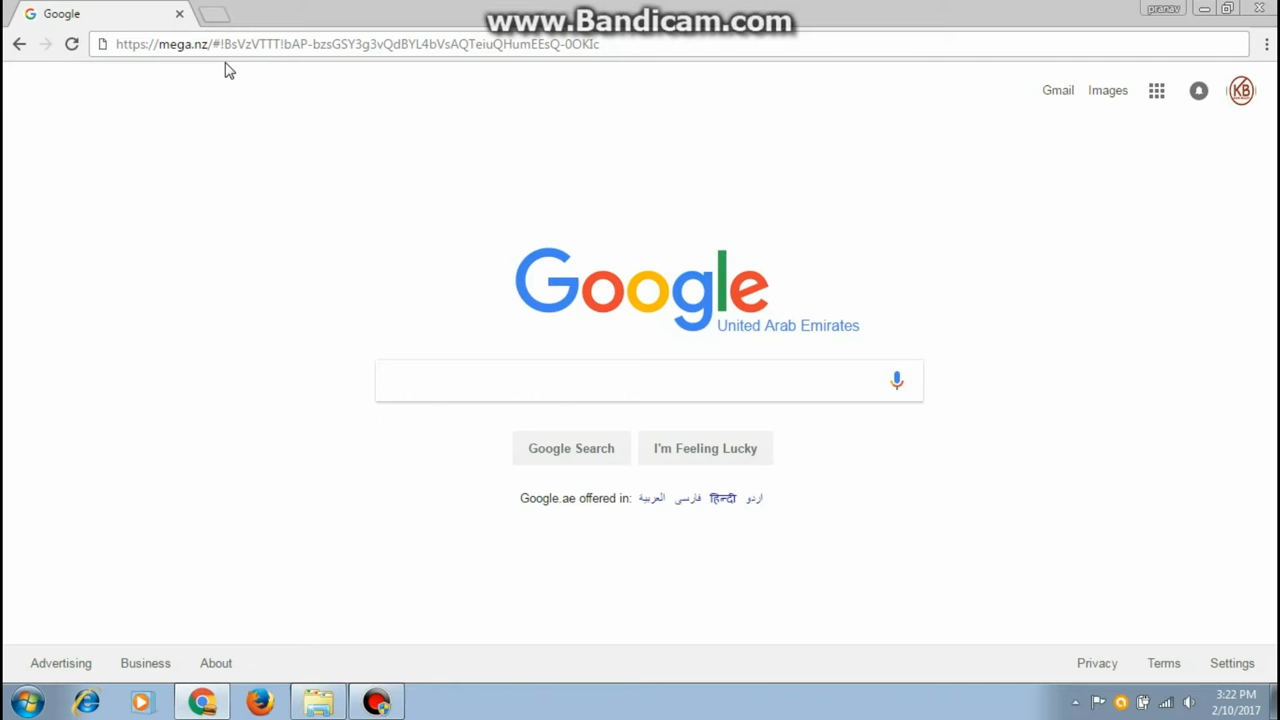 Google
www.Bandicam.com
pranav
https://mega.nz/#!BsVzVTTT!bAP-bzsGSY3g3vQdBYL4bVsAQTeiuQHumEEsQ-0OKIc
Gmail Images
KB
Google
United Arab Emirates
Google Search I'm Feeling Lucky
Google.ae offered in: العربية فارسی हिन्दी اردو
Advertising Business About Privacy Terms Settings
3:22 PM
2/10/2017